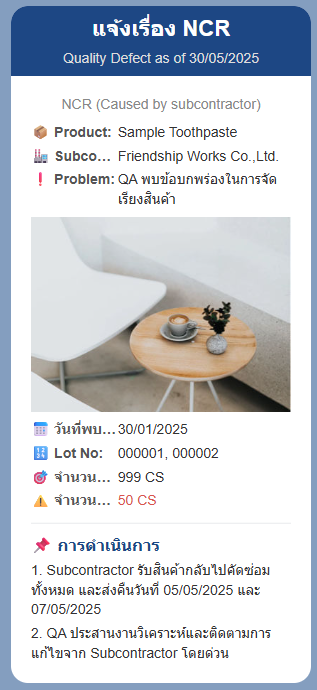 แจ้งเรื่อง NCR
Quality Defect as of 30/05/2025
NCR (Caused by subcontractor)
Product: Sample Toothpaste
Subco... Friendship Works Co.,Ltd.
Problem: QA พบข้อบกพร่องในการจัด
เรียงสินค้า
วันที่พบ... 30/01/2025
Lot No: 000001, 000002
จำนวน... 999 CS
จำนวน... 50 CS
การดำเนินการ
1. Subcontractor รับสินค้ากลับไปคัดซ่อม
ทั้งหมด และส่งคืนวันที่ 05/05/2025 และ
07/05/2025
2. QA ประสานงานวิเคราะห์และติดตามการ
แก้ไขจาก Subcontractor โดยด่วน